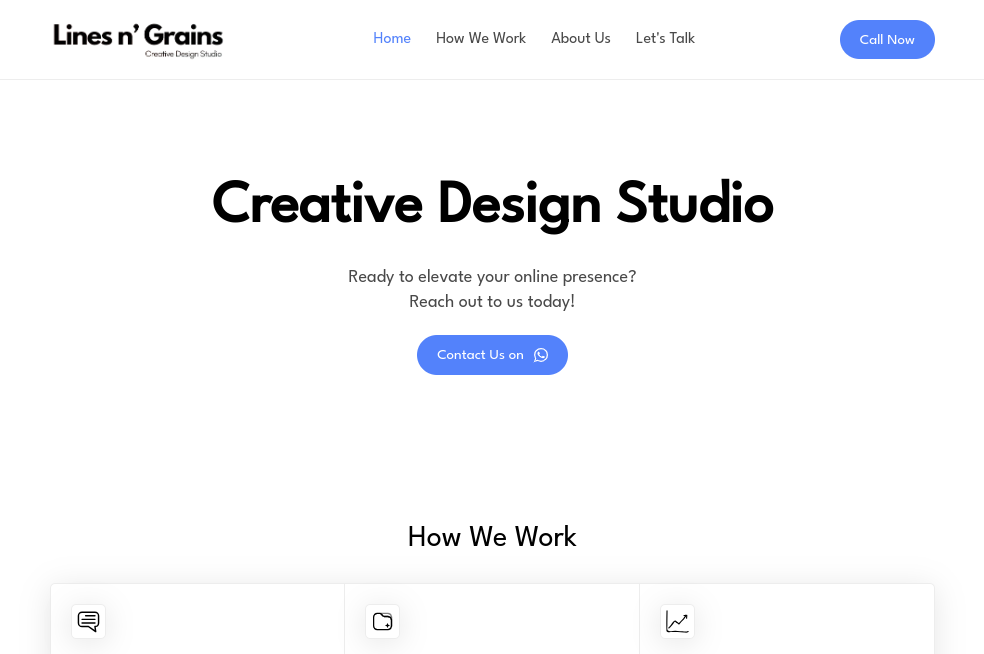 Lines n’ Grains
Creative Design Studio
Home
How We Work
About Us
Let's Talk
Call Now
Creative Design Studio
Ready to elevate your online presence?
Reach out to us today!
Contact Us on
How We Work